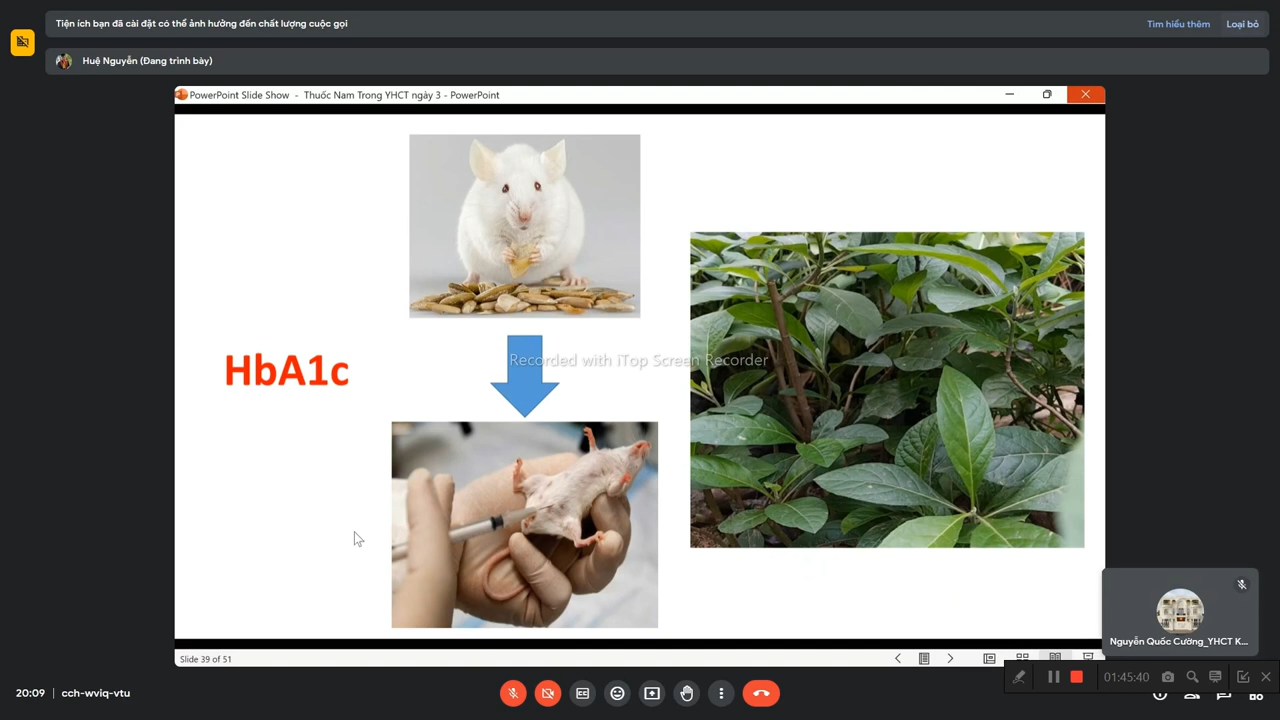 Tiện ích bạn đã cài đặt có thể ảnh hưởng đến chất lượng cuộc gọi
Tìm hiểu thêm
Loại bỏ
Huệ Nguyễn (Đang trình bày)
PowerPoint Slide Show - Thuốc Nam Trong YHCT ngày 3 - PowerPoint
Recorded with iTop Screen Recorder
HbA1c
Nguyễn Quốc Cường_YHCT K...
Slide 39 of 51
01:45:40
20:09 | cch-wviq-vtu